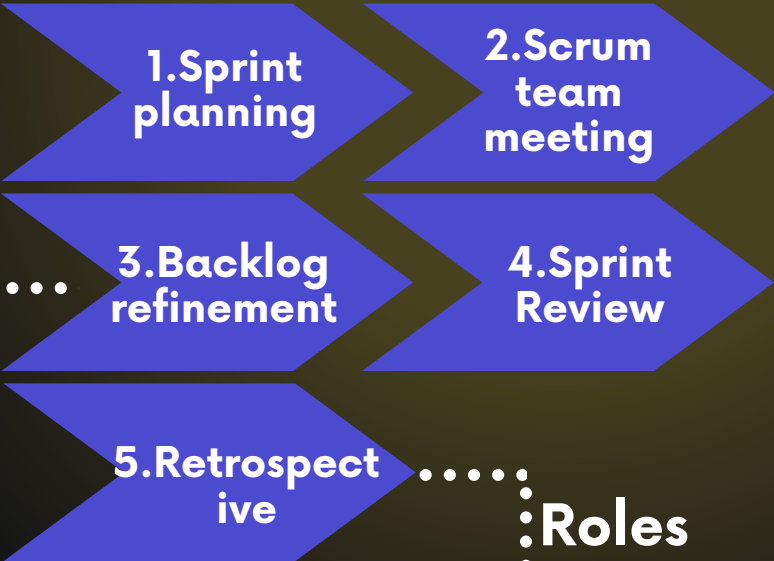 1.Sprint
planning
2.Scrum
team
meeting
3.Backlog
refinement
4.Sprint
Review
5.Retrospect
ive
Roles